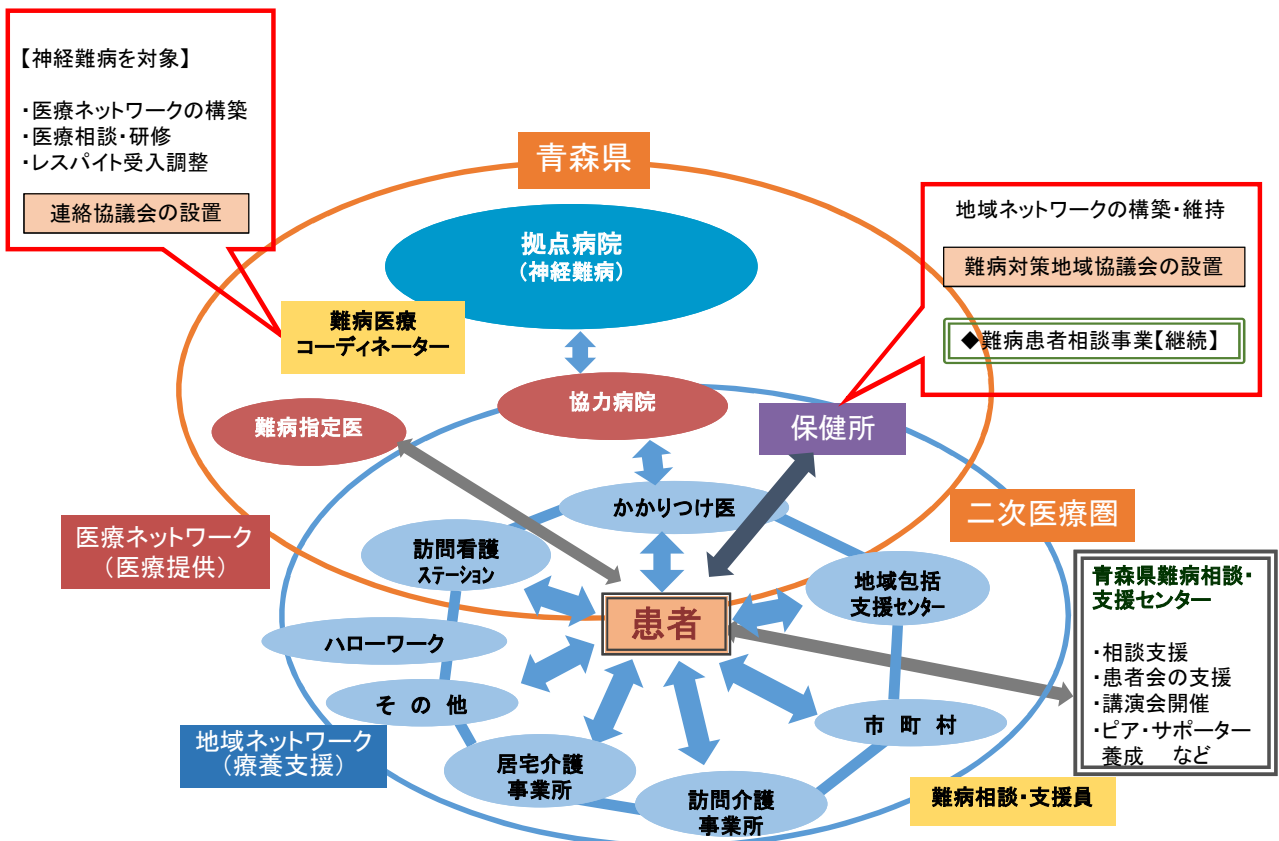 【神経難病を対象】
・医療ネットワークの構築
・医療相談・研修
・レスパイト受入調整
連絡協議会の設置
青森県
地域ネットワークの構築・維持
難病対策地域協議会の設置
◆難病患者相談事業【継続】
拠点病院
(神経難病)
難病医療
コーディネーター
協力病院
難病指定医
保健所
かかりつけ医
二次医療圏
医療ネットワーク
（医療提供）
訪問看護
ステーション
地域包括
支援センター
青森県難病相談・
支援センター
・相談支援
・患者会の支援
・講演会開催
・ピア・サポーター
養成　など
患者
ハローワーク
そ の 他
市 町 村
地域ネットワーク
（療養支援）
居宅介護
事業所
訪問介護
事業所
難病相談・支援員